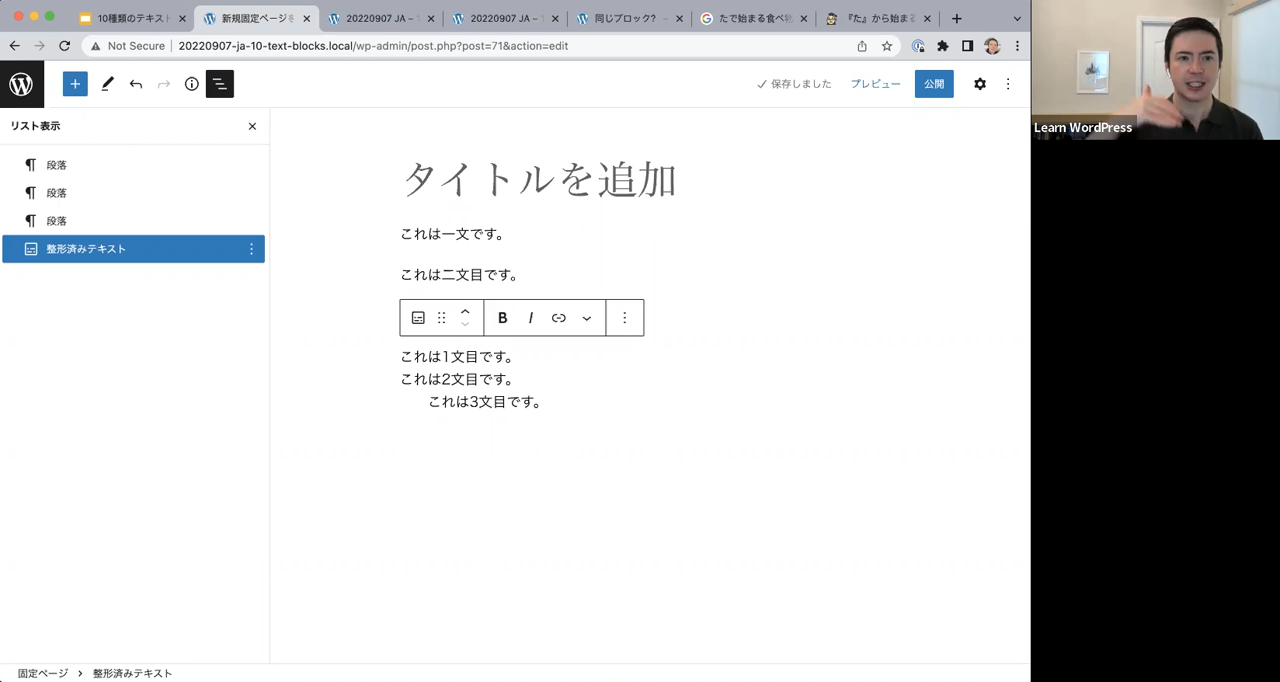 10種類のテキスト
新規固定ページを
20220907 JA –
20220907 JA –
同じブロック? –
たで始まる食べ物
『た』から始まる
Not Secure
20220907-ja-10-text-blocks.local/wp-admin/post.php?post=71&action=edit
保存しました
プレビュー
公開
リスト表示
段落
段落
段落
整形済みテキスト
タイトルを追加
これは一文です。
これは二文目です。
B I
これは1文目です。
これは2文目です。
これは3文目です。
固定ページ › 整形済みテキスト
Learn WordPress